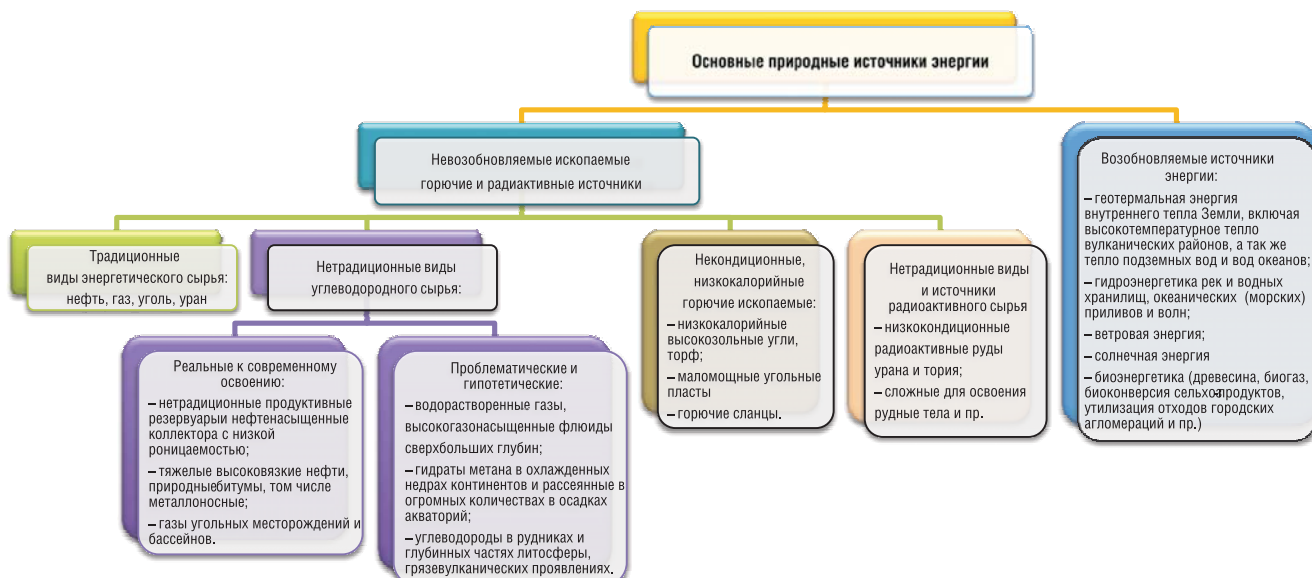 Основные природные источники энергии
Невозобновляемые ископаемые
горючие и радиактивные источники
Возобновляемые источники
энергии:
– геотермальная энергия
внутреннего тепла Земли, включая
высокотемпературное тепло
вулканических районов, а так же
тепло подземных вод и вод океанов;
– гидроэнергетика рек и водных
хранилищ, океанических (морских)
приливов и волн;
– ветровая энергия;
– солнечная энергия
– биоэнергетика (древесина, биогаз,
биоконверсия сельхоз-продуктов,
утилизация отходов городских
агломераций и пр.)
Традиционные
виды энергетического сырья:
нефть, газ, уголь, уран
Нетрадиционные виды
углеводородного сырья:
Некондиционные,
низкокалорийные
горючие ископаемые:
– низкокалорийные
высокозольные угли,
торф;
– маломощные угольные
пласты
– горючие сланцы.
Нетрадиционные виды
и источники
радиоактивного сырья
– низкокондиционные
радиоактивные руды
урана и тория;
– сложные для освоения
рудные тела и пр.
Реальные к современному
освоению:
– нетрадиционные продуктивные
резервуарыи нефтенасыщенные
коллектора с низкой
роницаемостью;
– тяжелые высоковязкие нефти,
природныебитумы, том числе
металлоносные;
– газы угольных месторождений и
бассейнов.
Проблематические и
гипотетические:
– водорастворенные газы,
высокогазонасыщенные флюиды
сверхбольших глубин;
– гидраты метана в охлажденных
недрах континентов и рассеянные в
огромных количествах в осадках
акваторий;
– углеводороды в рудниках и
глубинных частях литосферы,
грязевулканических проявлениях.